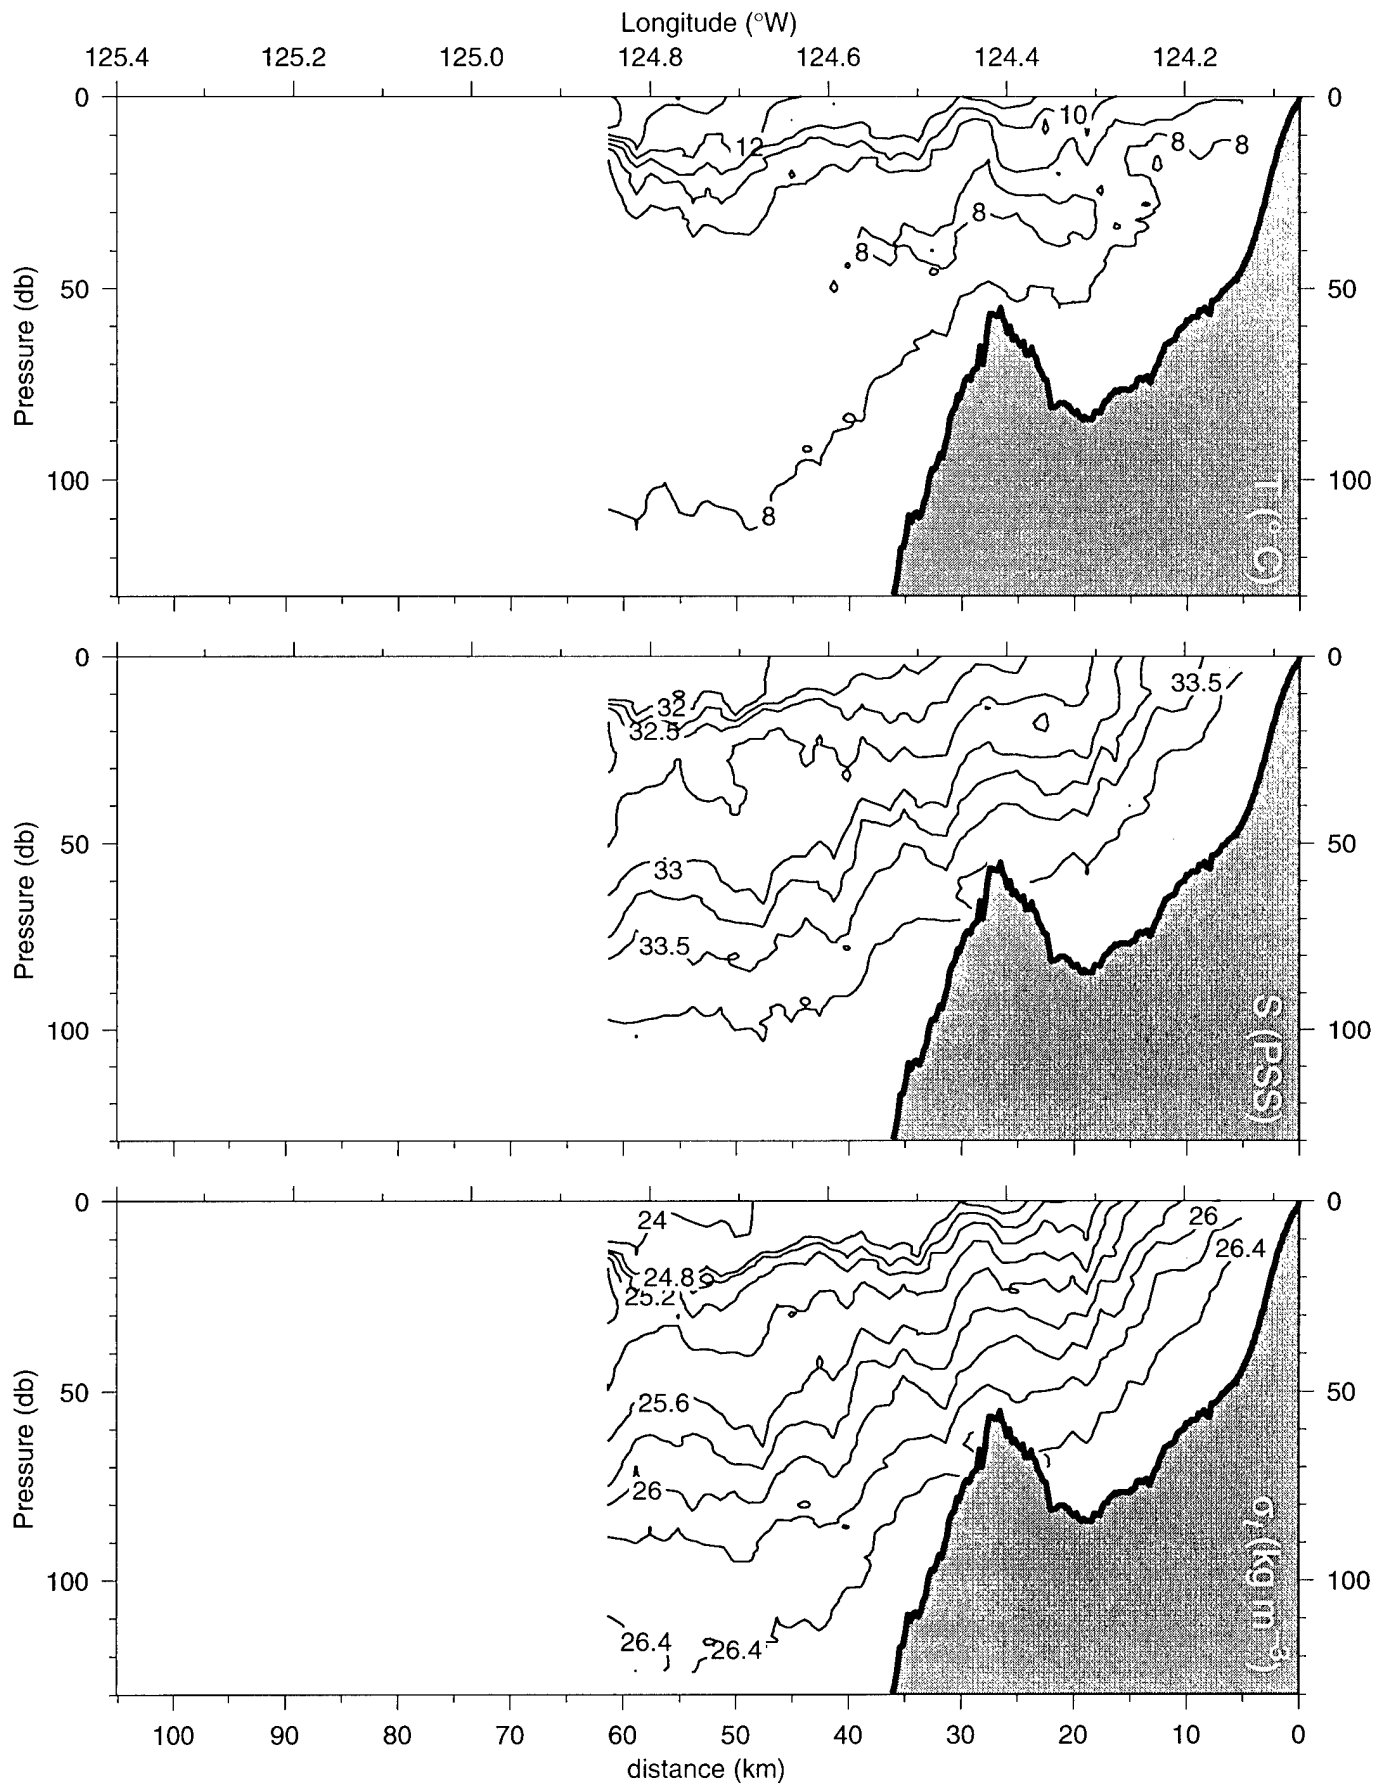 Longitude (°W)
125.4 125.2 125.0 124.8 124.6 124.4 124.2
0 0
10
12
8 8
8
8
50 50
Pressure (db)
100 100
8
T (°C)
0 0
33.5
32
32.5
50 50
33
Pressure (db)
33.5
100 100
S (PSS)
0 0
24 26
26.4
24.8
25.2
50 50
25.6
Pressure (db)
26
100 100
26.4 26.4
σt (kg m⁻³)
100 90 80 70 60 50 40 30 20 10 0
distance (km)